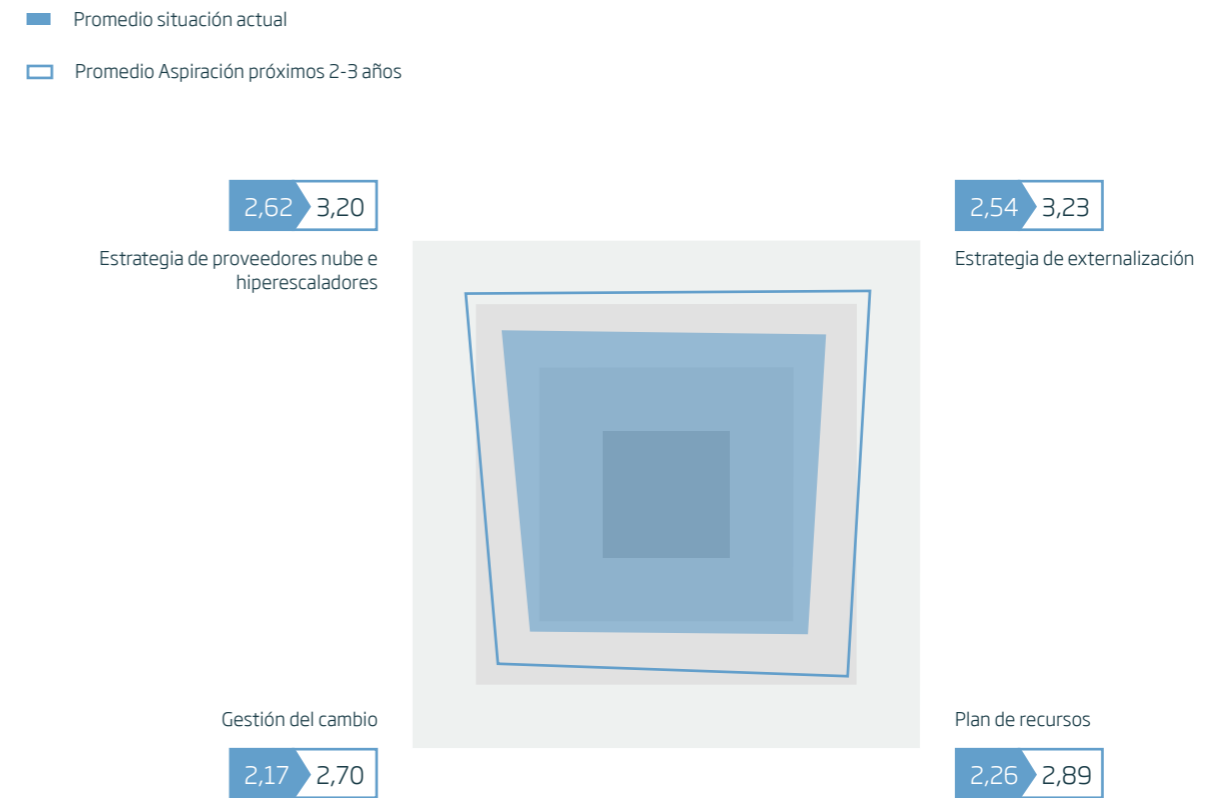 Promedio situación actual
Promedio Aspiración próximos 2-3 años
2,62 3,20
Estrategia de proveedores nube e
hiperescaladores
2,54 3,23
Estrategia de externalización
Gestión del cambio
2,17 2,70
Plan de recursos
2,26 2,89